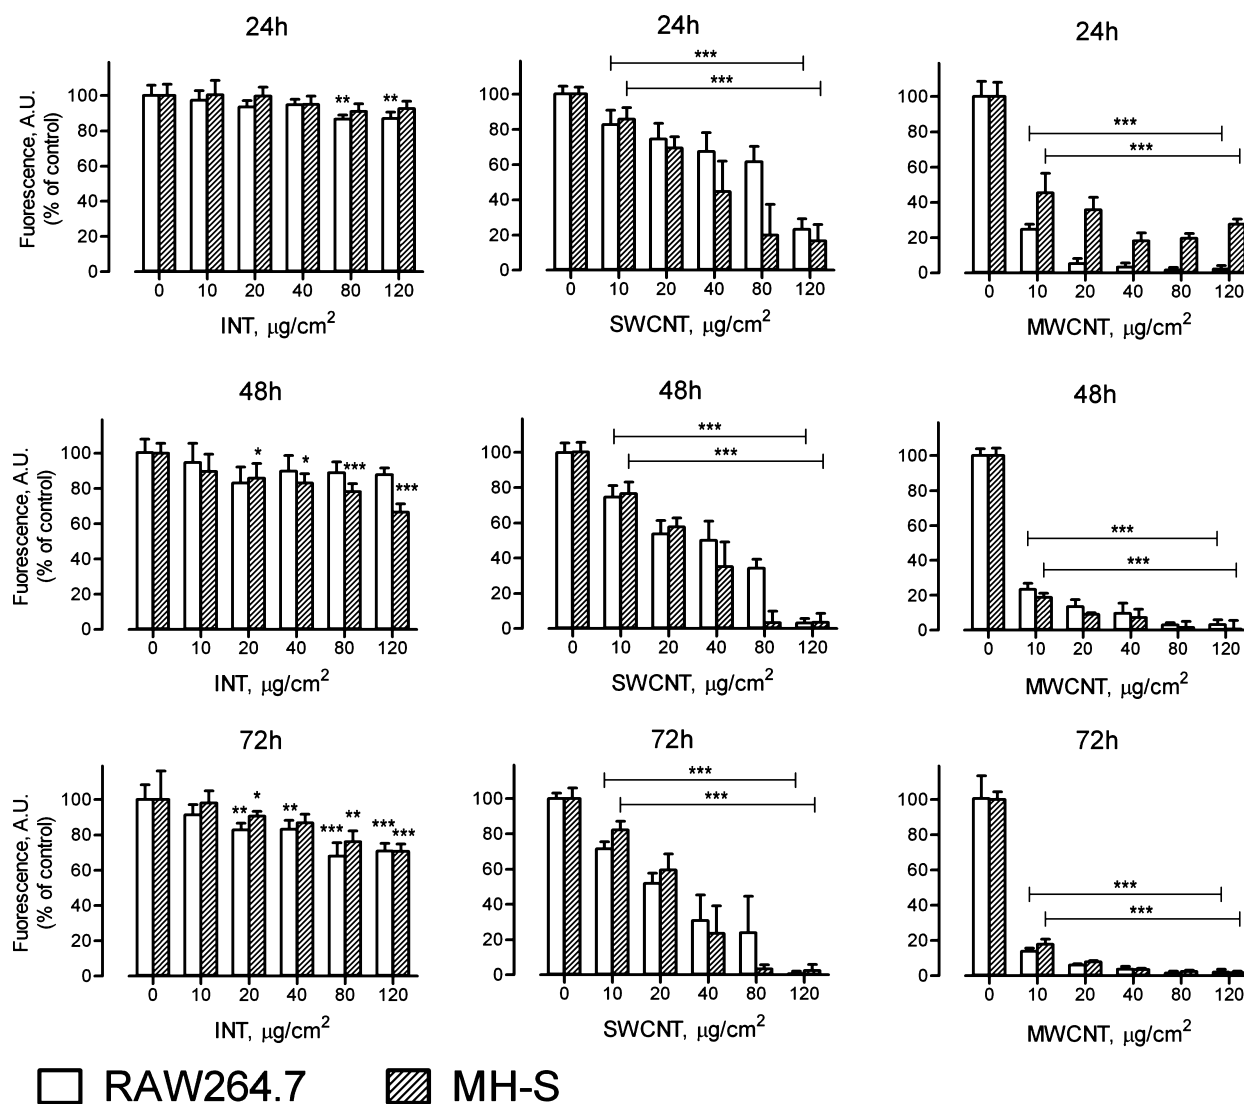 24h
Fuorescence, A.U.
(% of control)
100
80
60
40
20
0
** **
0 10 20 40 80 120
INT, µg/cm²
24h
***
***
100
80
60
40
20
0
0 10 20 40 80 120
SWCNT, µg/cm²
24h
***
***
100
80
60
40
20
0
0 10 20 40 80 120
MWCNT, µg/cm²
48h
Fuorescence, A.U.
(% of control)
100
80
60
40
20
0
* * *** ***
0 10 20 40 80 120
INT, µg/cm²
48h
***
***
100
80
60
40
20
0
0 10 20 40 80 120
SWCNT, µg/cm²
48h
***
***
100
80
60
40
20
0
0 10 20 40 80 120
MWCNT, µg/cm²
72h
Fuorescence, A.U.
(% of control)
100
80
60
40
20
0
** * ** *** ** *** ***
0 10 20 40 80 120
INT, µg/cm²
72h
***
***
100
80
60
40
20
0
0 10 20 40 80 120
SWCNT, µg/cm²
72h
***
***
100
80
60
40
20
0
0 10 20 40 80 120
MWCNT, µg/cm²
RAW264.7 MH-S